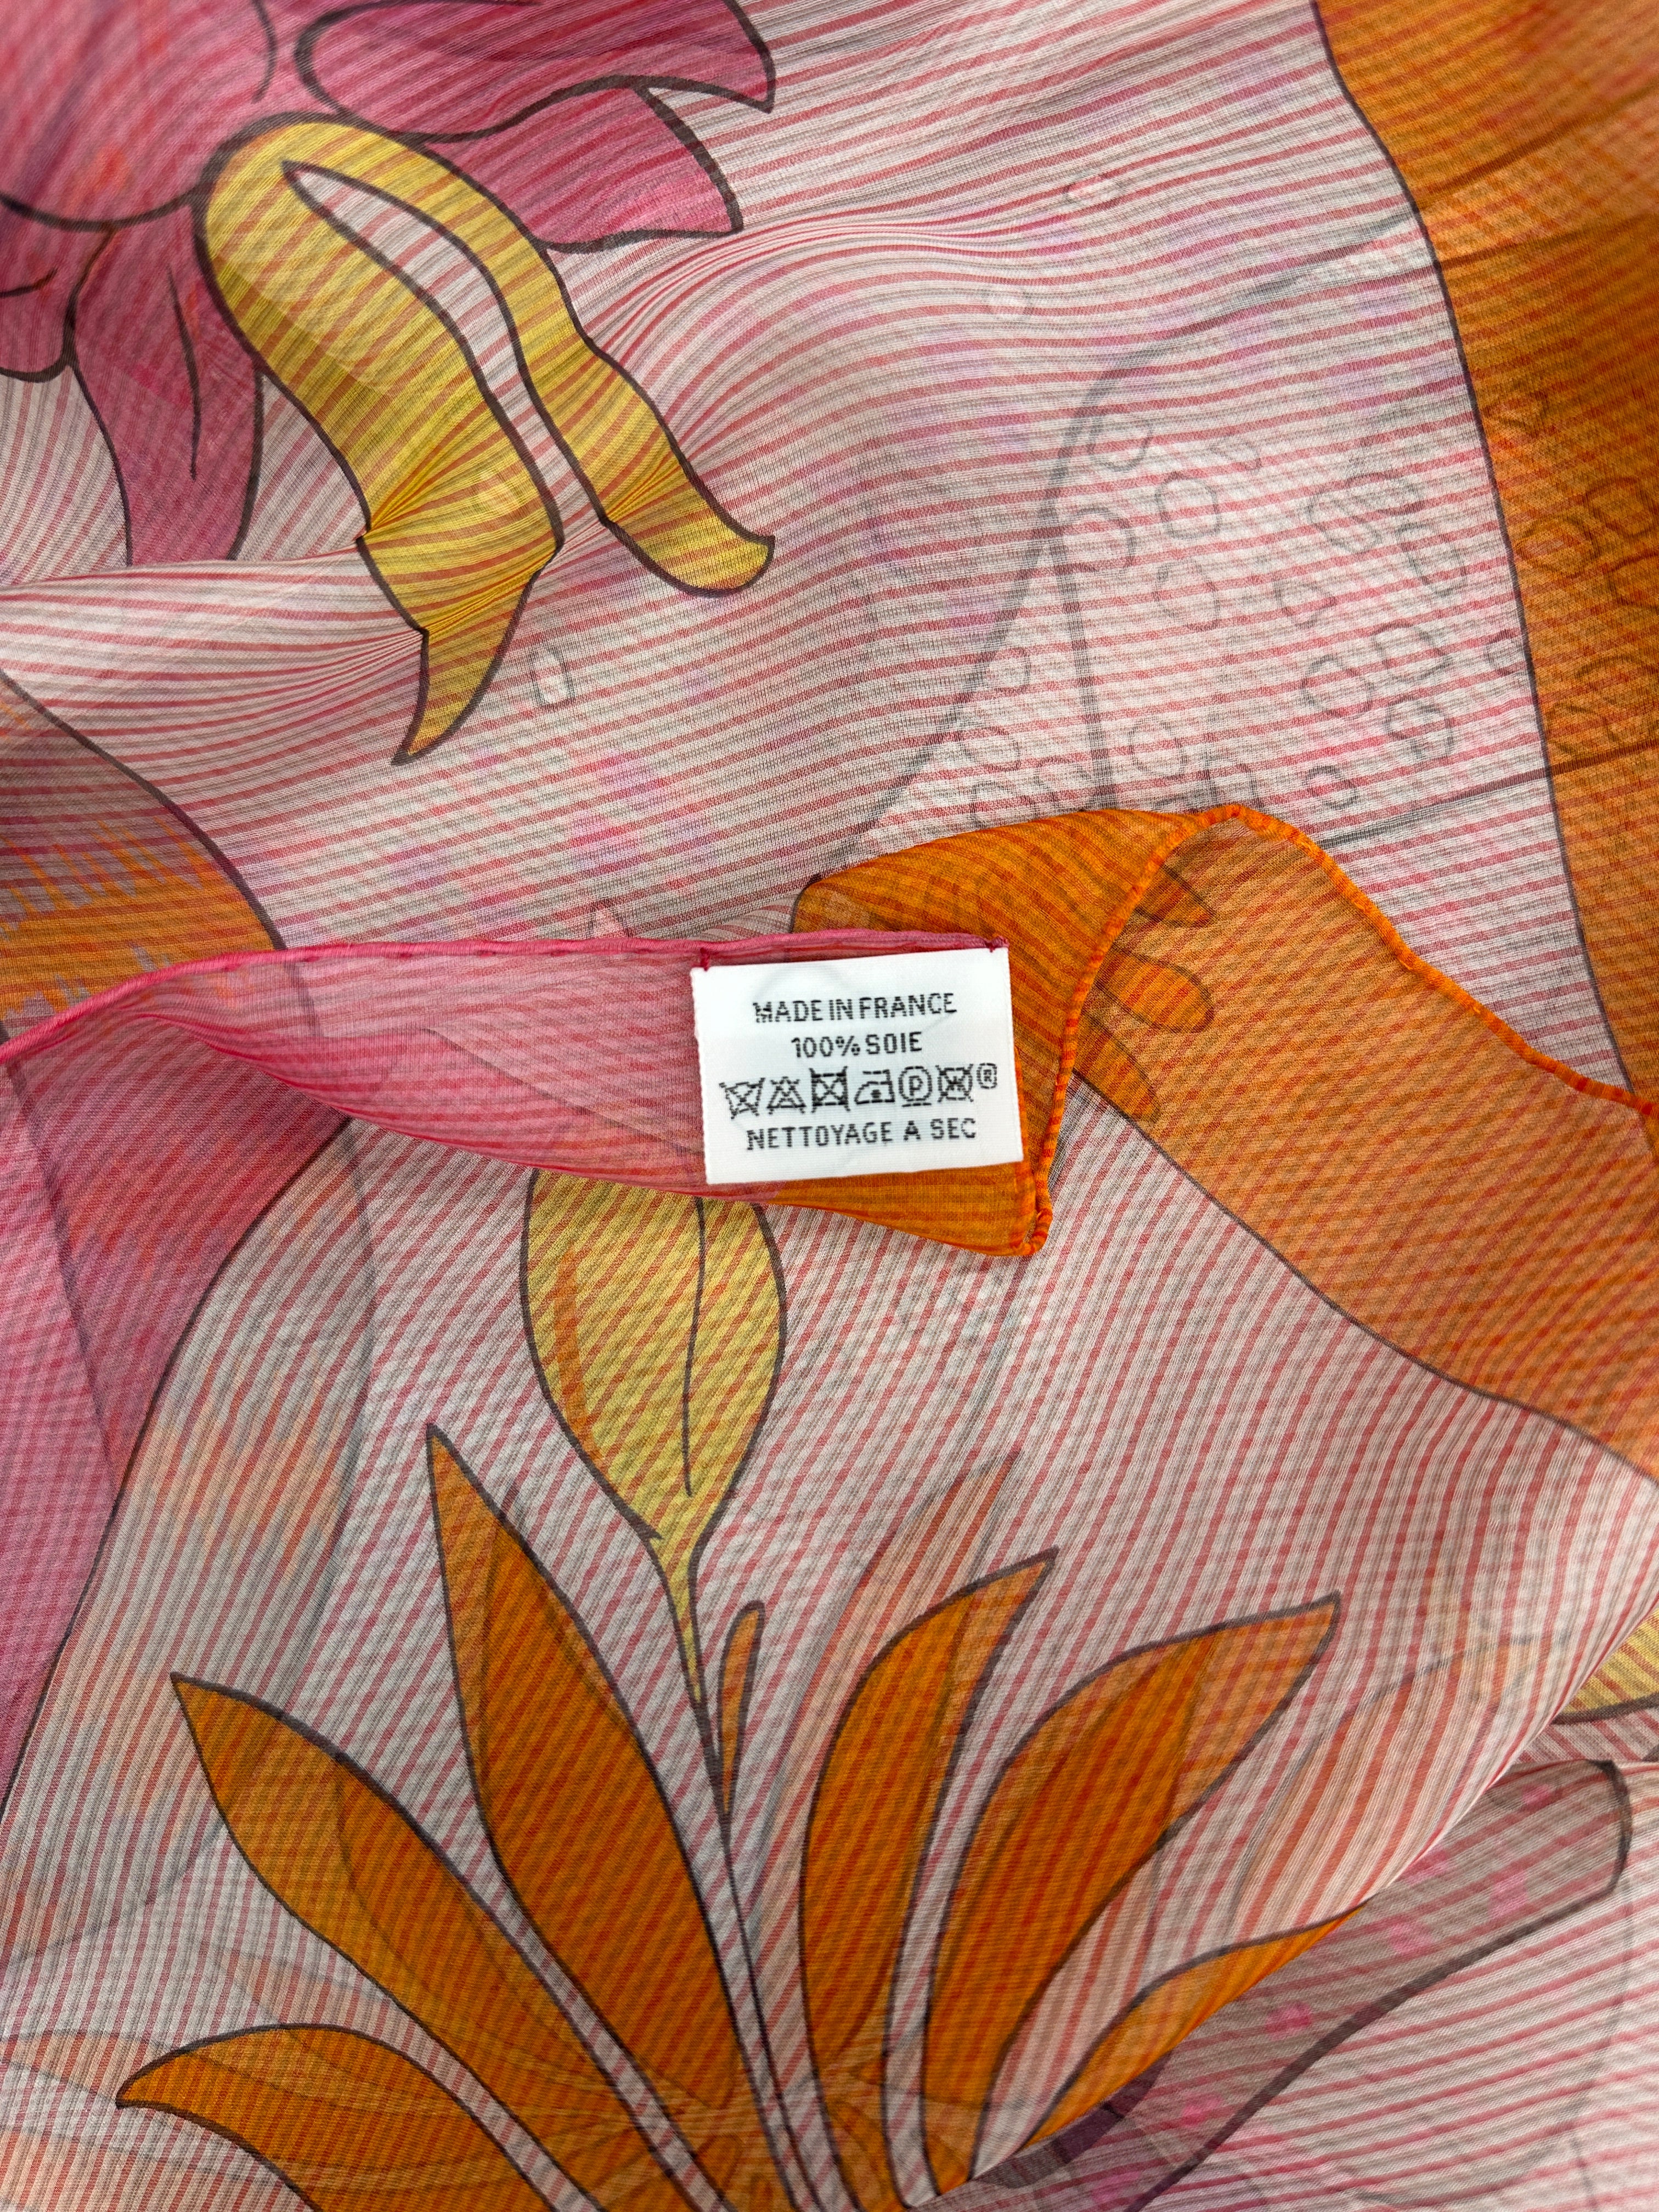 MADE IN FRANCE
100% SOIE
P ®
NETTOYAGE A SEC